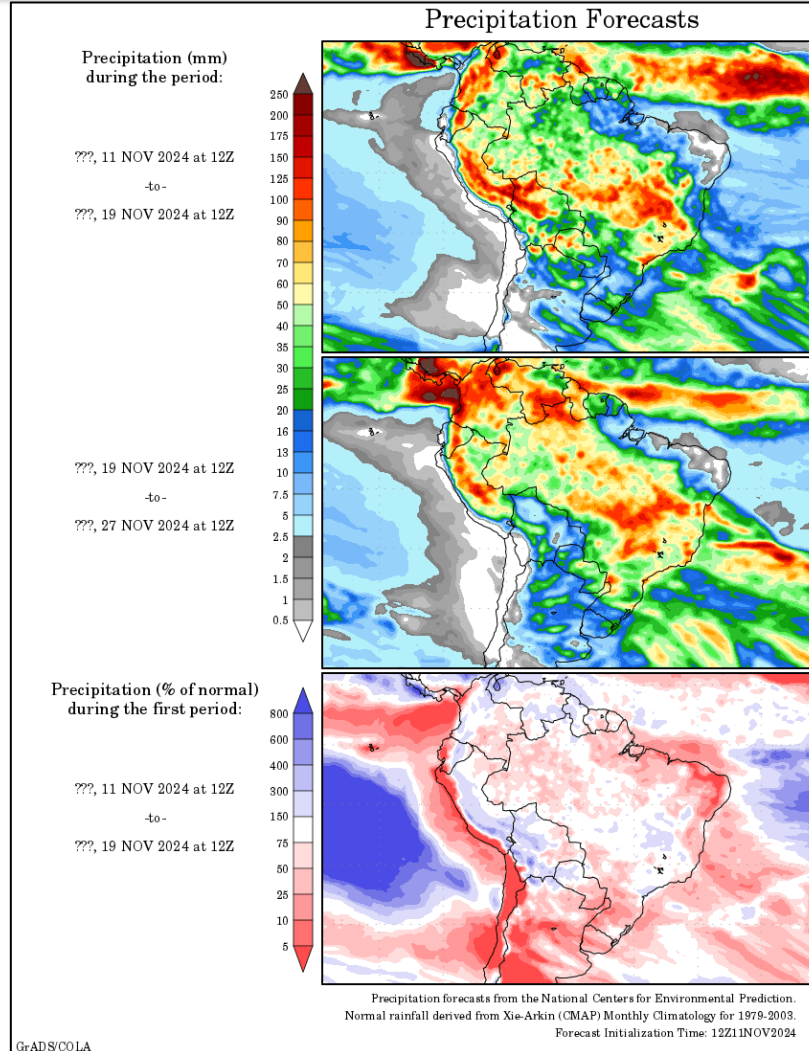 Precipitation Forecasts
Precipitation (mm)
during the period:
???, 11 NOV 2024 at 12Z
-to-
???, 19 NOV 2024 at 12Z
250
200
175
150
125
100
90
80
70
60
50
40
35
30
25
20
16
13
10
7.5
5
2.5
2
1.5
1
0.5
???, 19 NOV 2024 at 12Z
-to-
???, 27 NOV 2024 at 12Z
Precipitation (% of normal)
during the first period:
???, 11 NOV 2024 at 12Z
-to-
???, 19 NOV 2024 at 12Z
800
600
400
300
150
75
50
25
10
5
Precipitation forecasts from the National Centers for Environmental Prediction.
Normal rainfall derived from Xie-Arkin (CMAP) Monthly Climatology for 1979-2003.
Forecast Initialization Time: 12Z11NOV2024
GrADS/COLA